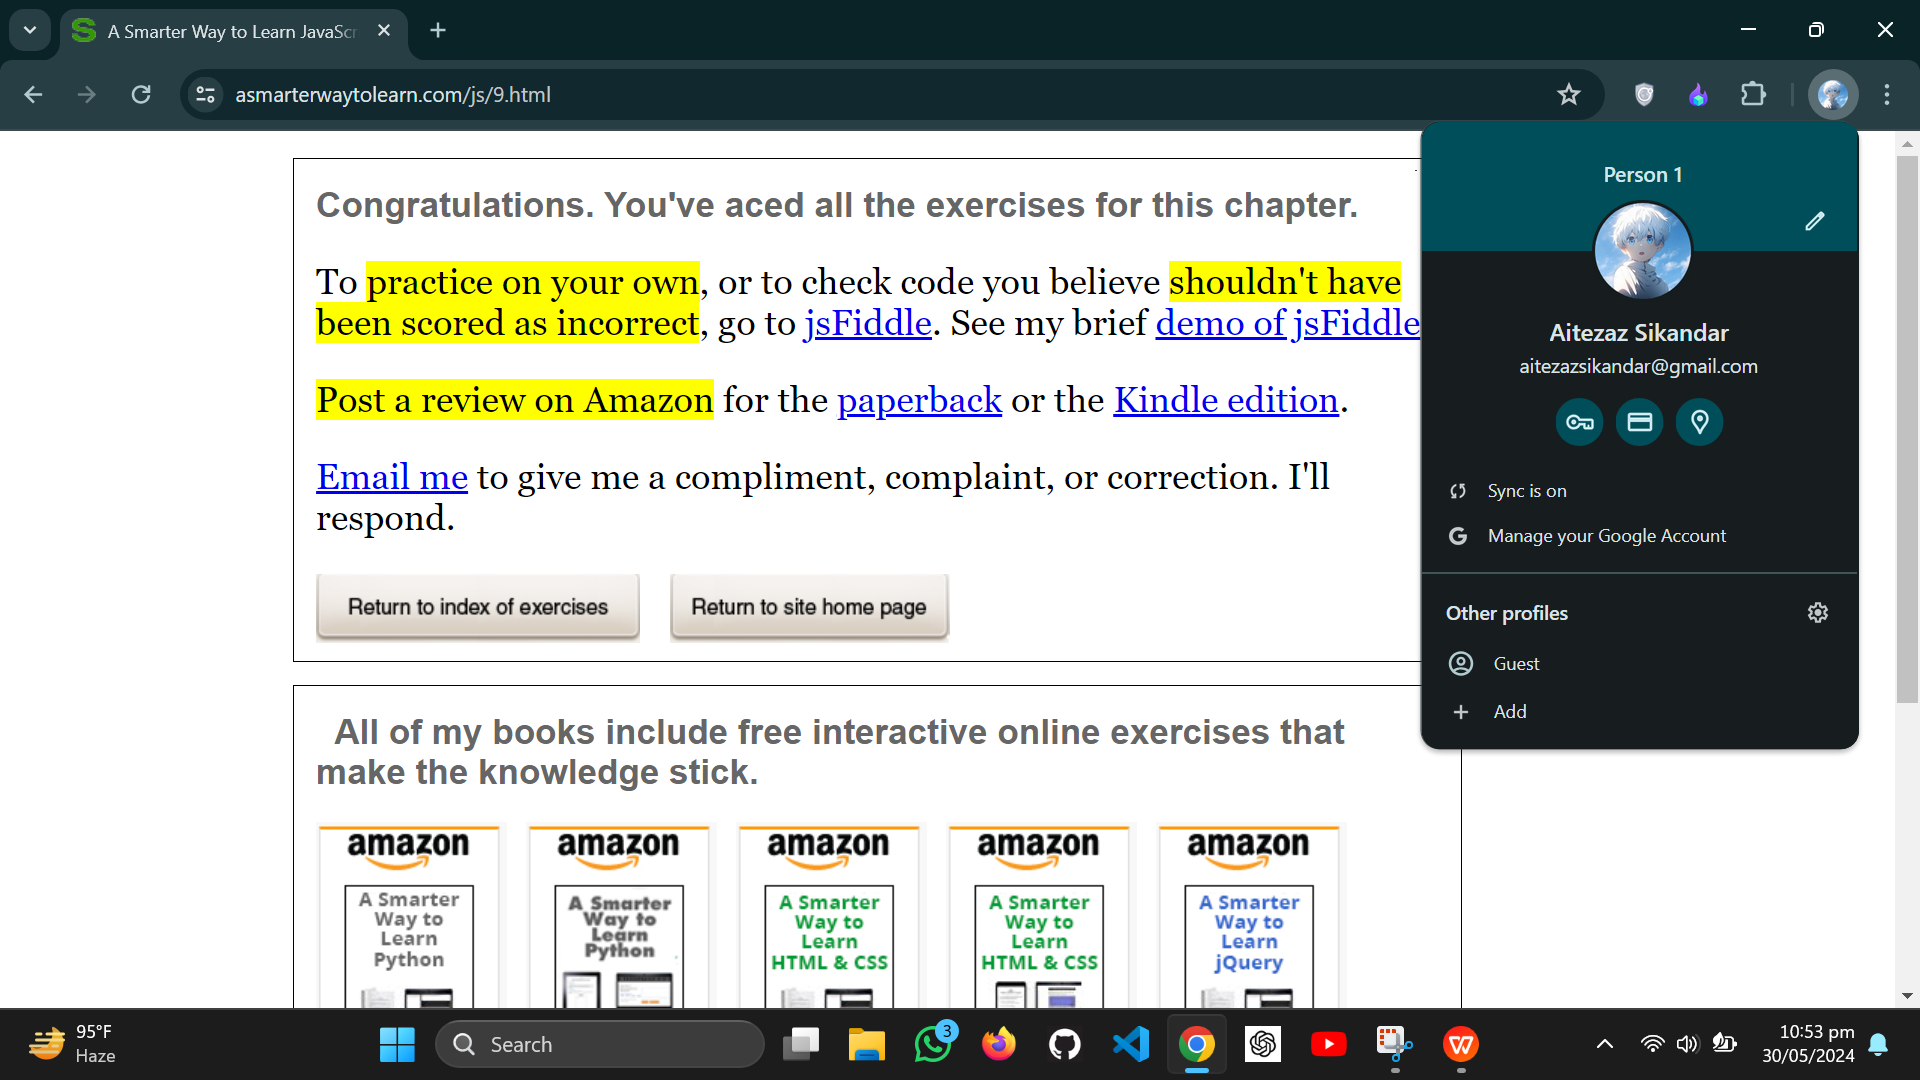 A Smarter Way to Learn JavaScr
asmarterwaytolearn.com/js/9.html
Congratulations. You've aced all the exercises for this chapter.
To practice on your own, or to check code you believe shouldn't have
been scored as incorrect, go to jsFiddle. See my brief demo of jsFiddle
Post a review on Amazon for the paperback or the Kindle edition.
Email me to give me a compliment, complaint, or correction. I'll
respond.
Return to index of exercises
Return to site home page
Person 1
Aitezaz Sikandar
aitezazsikandar@gmail.com
Sync is on
Manage your Google Account
Other profiles
Guest
Add
All of my books include free interactive online exercises that
make the knowledge stick.
amazon
A Smarter
Way to
Learn
Python
amazon
A Smarter
Way to
Learn
Python
amazon
A Smarter
Way to
Learn
HTML & CSS
amazon
A Smarter
Way to
Learn
HTML & CSS
amazon
A Smarter
Way to
Learn
jQuery
95°F
Haze
Search
3
10:53 pm
30/05/2024